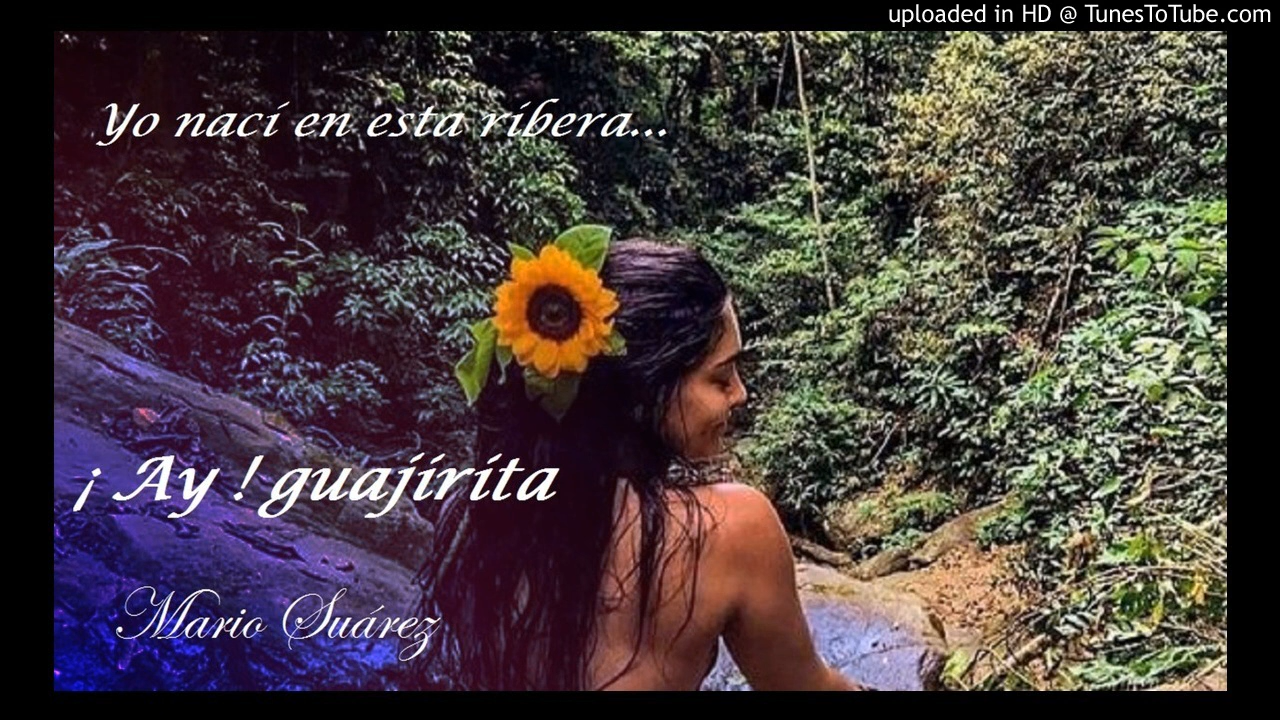 uploaded in HD @ TunesToTube.com
Yo nací en esta ribera...
¡ Ay ! guajirita
Mario Suárez